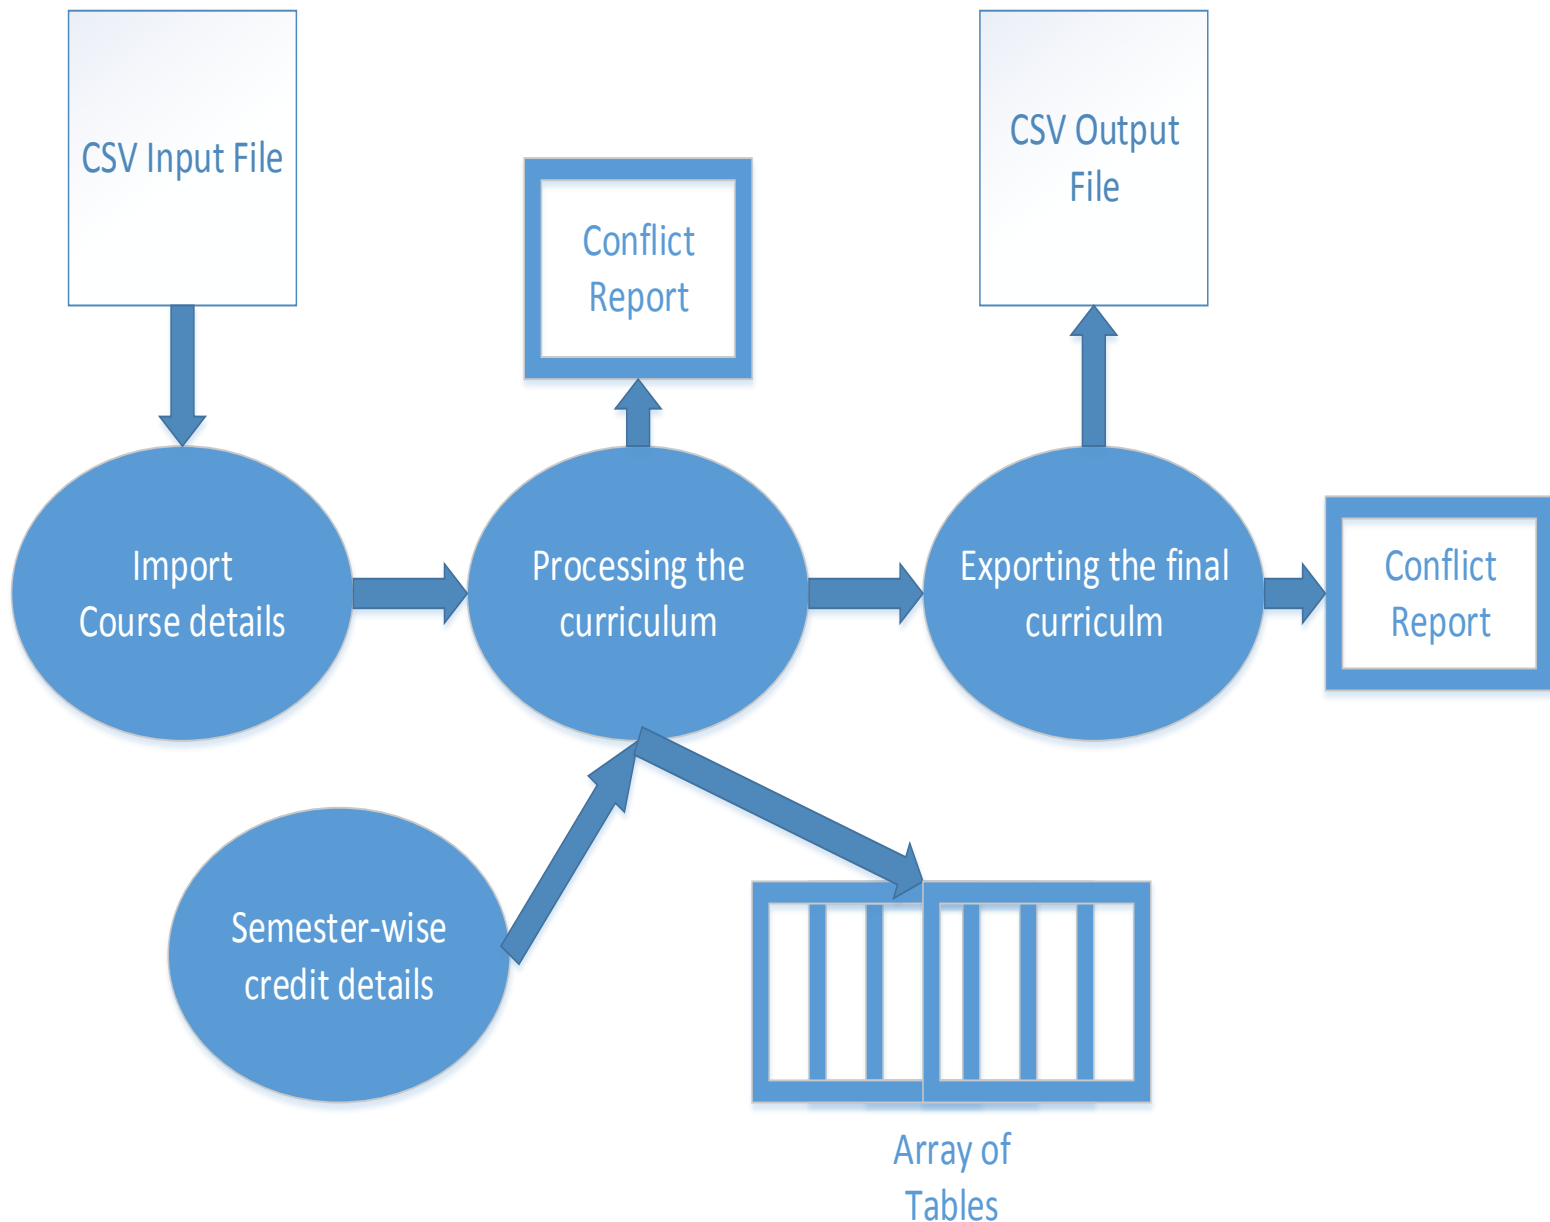 CSV Input File
CSV Output
File
Conflict
Report
Import
Course details
Processing the
curriculum
Exporting the final
curriculm
Conflict
Report
Semester-wise
credit details
Array of
Tables